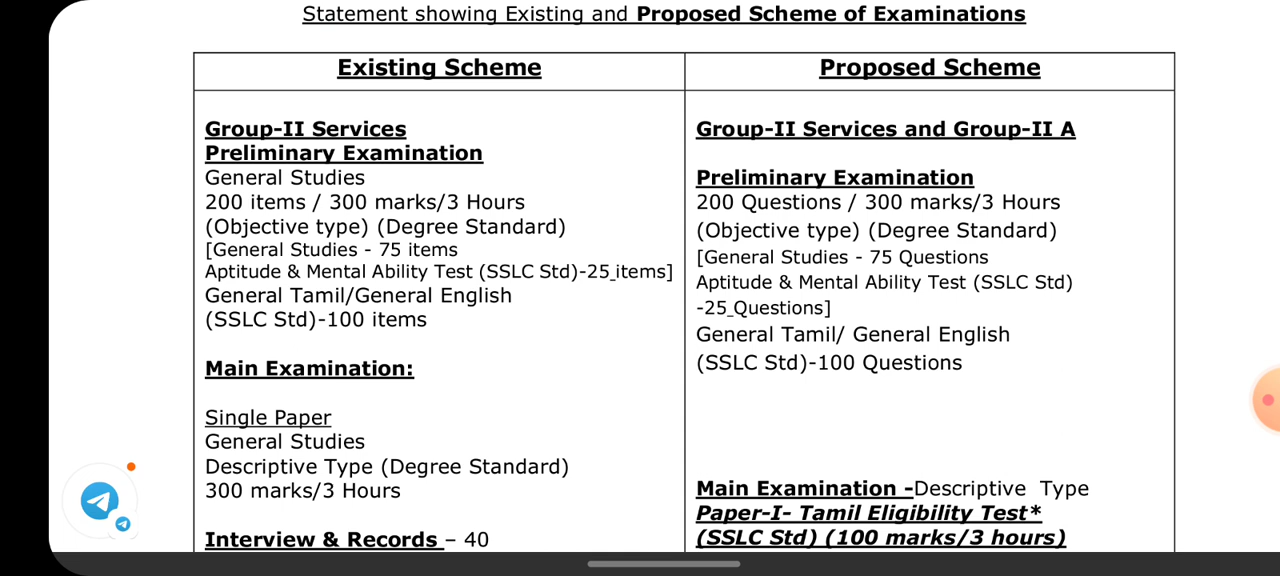 Statement showing Existing and Proposed Scheme of Examinations
Existing Scheme
Group-II Services
Preliminary Examination
General Studies
200 items / 300 marks/3 Hours
(Objective type) (Degree Standard)
[General Studies - 75 items
Aptitude & Mental Ability Test (SSLC Std)-25 items]
General Tamil/General English
(SSLC Std)-100 items
Main Examination:
Single Paper
General Studies
Descriptive Type (Degree Standard)
300 marks/3 Hours
Interview & Records – 40
Proposed Scheme
Group-II Services and Group-II A
Preliminary Examination
200 Questions / 300 marks/3 Hours
(Objective type) (Degree Standard)
[General Studies - 75 Questions
Aptitude & Mental Ability Test (SSLC Std)
-25 Questions]
General Tamil/ General English
(SSLC Std)-100 Questions
Main Examination -Descriptive Type
Paper-I- Tamil Eligibility Test*
(SSLC Std) (100 marks/3 hours)